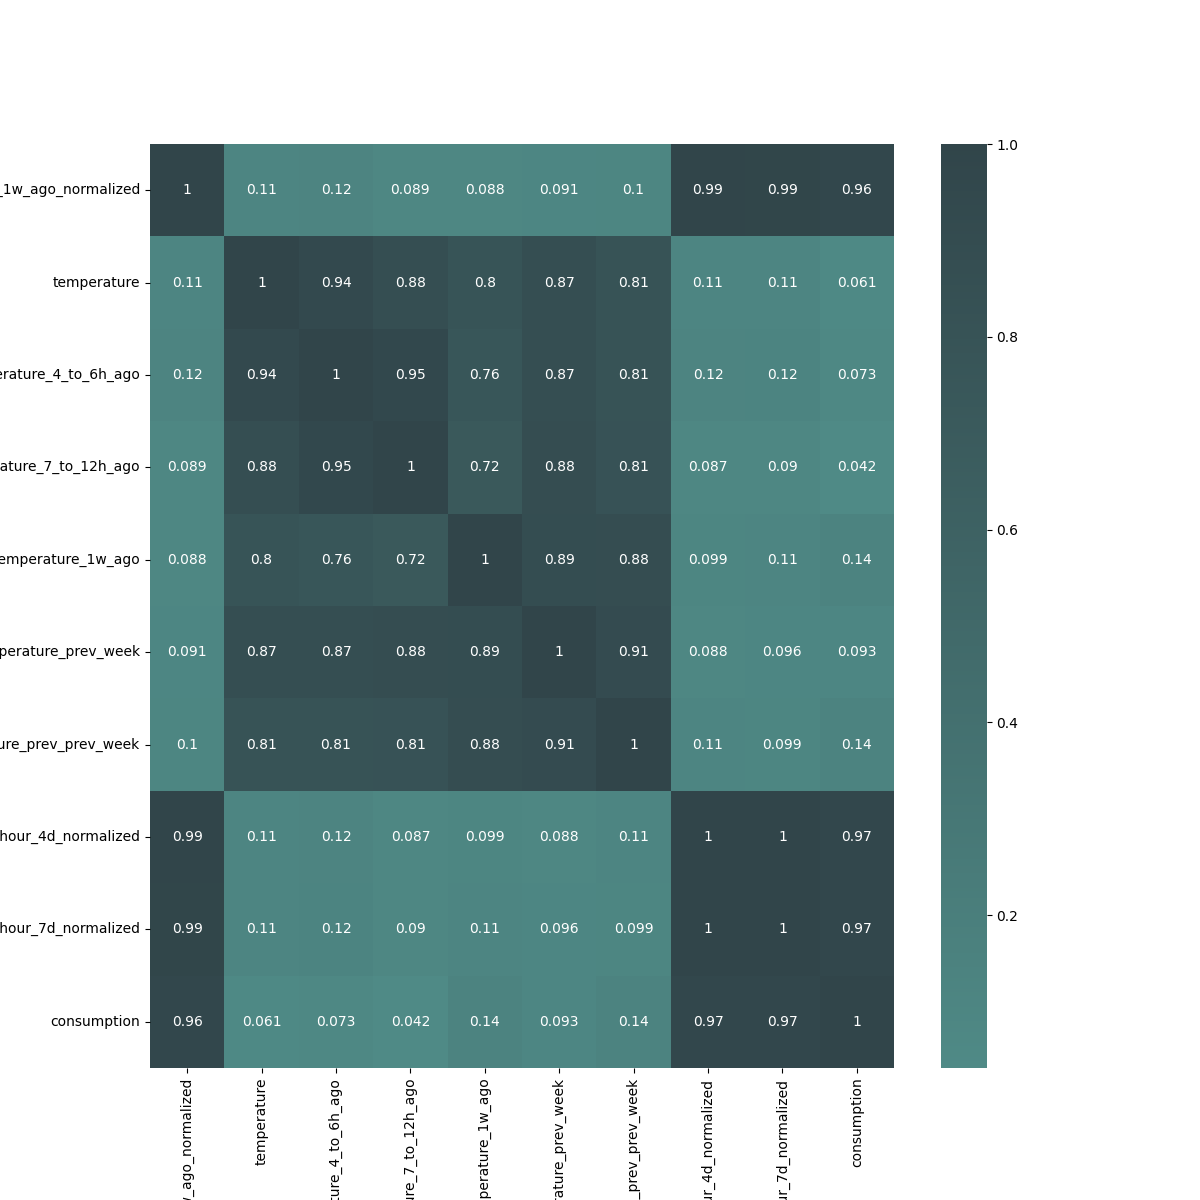 _1w_ago_normalized 1 0.11 0.12 0.089 0.088 0.091 0.1 0.99 0.99 0.96
temperature 0.11 1 0.94 0.88 0.8 0.87 0.81 0.11 0.11 0.061
erature_4_to_6h_ago 0.12 0.94 1 0.95 0.76 0.87 0.81 0.12 0.12 0.073
ature_7_to_12h_ago 0.089 0.88 0.95 1 0.72 0.88 0.81 0.087 0.09 0.042
emperature_1w_ago 0.088 0.8 0.76 0.72 1 0.89 0.88 0.099 0.11 0.14
perature_prev_week 0.091 0.87 0.87 0.88 0.89 1 0.91 0.088 0.096 0.093
ure_prev_prev_week 0.1 0.81 0.81 0.81 0.88 0.91 1 0.11 0.099 0.14
hour_4d_normalized 0.99 0.11 0.12 0.087 0.099 0.088 0.11 1 1 0.97
hour_7d_normalized 0.99 0.11 0.12 0.09 0.11 0.096 0.099 1 1 0.97
consumption 0.96 0.061 0.073 0.042 0.14 0.093 0.14 0.97 0.97 1
w_ago_normalized
temperature
ture_4_to_6h_ago
ure_7_to_12h_ago
perature_1w_ago
rature_prev_week
_prev_prev_week
ur_4d_normalized
ur_7d_normalized
consumption
1.0
0.8
0.6
0.4
0.2